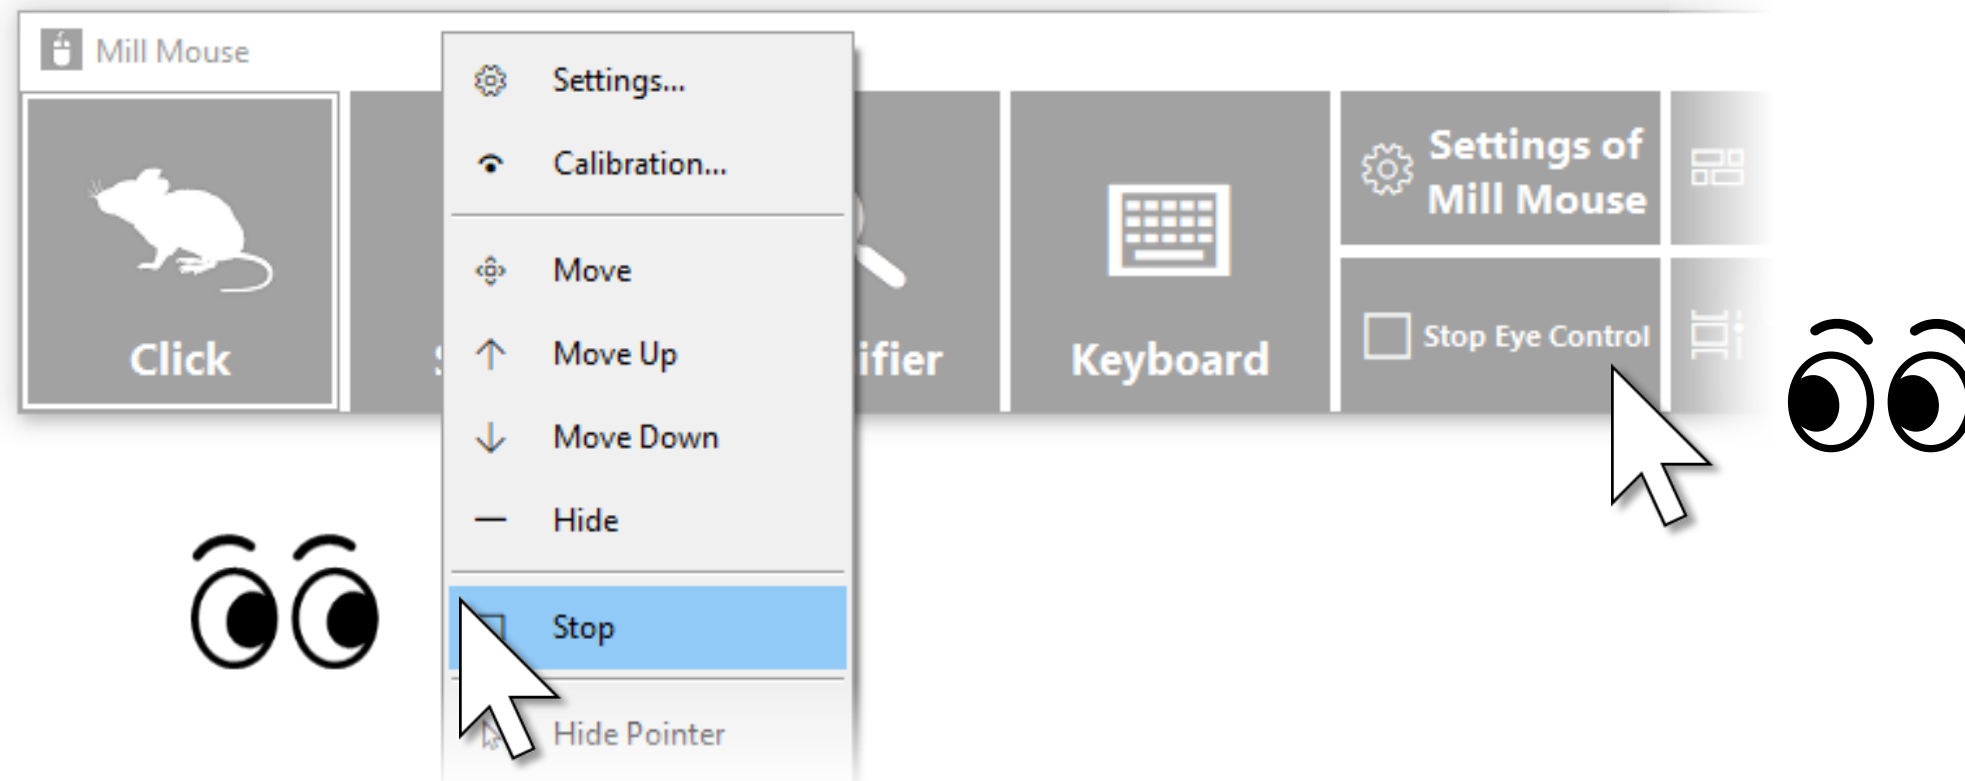 Mill Mouse
Settings...
Calibration...
Move
Move Up
Move Down
Hide
Stop
Hide Pointer
Click
ifier
Keyboard
Settings of
Mill Mouse
Stop Eye Control